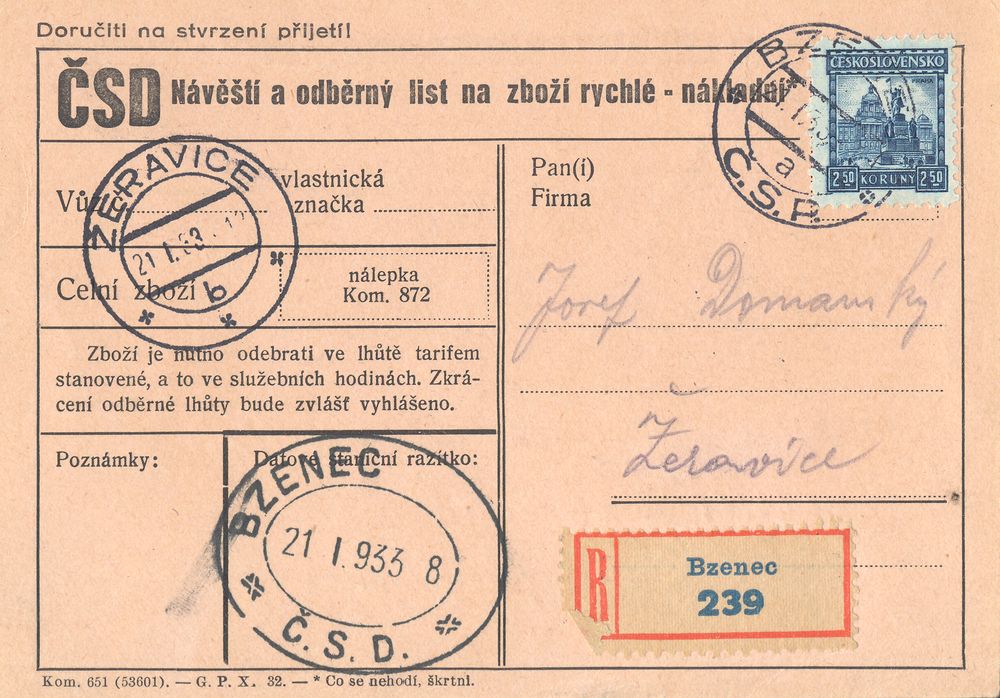 Doručiti na stvrzení přijetí!
ČSD Návěští a odběrný list na zboží rychlé - nákladní*
BZENEC
a
Č.S.P.
ČESKOSLOVENSKO
PRAHA
2 50 KORUNY 2 50
vlastnická
značka
ŽERAVICE
21 I. 33
b
Celní zboží
nálepka
Kom. 872
Zboží je nutno odebrati ve lhůtě tarifem
stanovené, a to ve služebních hodinách. Zkrá-
cení odběrné lhůty bude zvlášť vyhlášeno.
Poznámky:
Datové staniční razítko:
BZENEC
21 I. 933 8
Č.S.D.
Pan(í)
Firma
Josef Domanský
Žeravice
R
Bzenec
239
Kom. 651 (53601). — G. P. X. 32. — * Co se nehodí, škrtni.